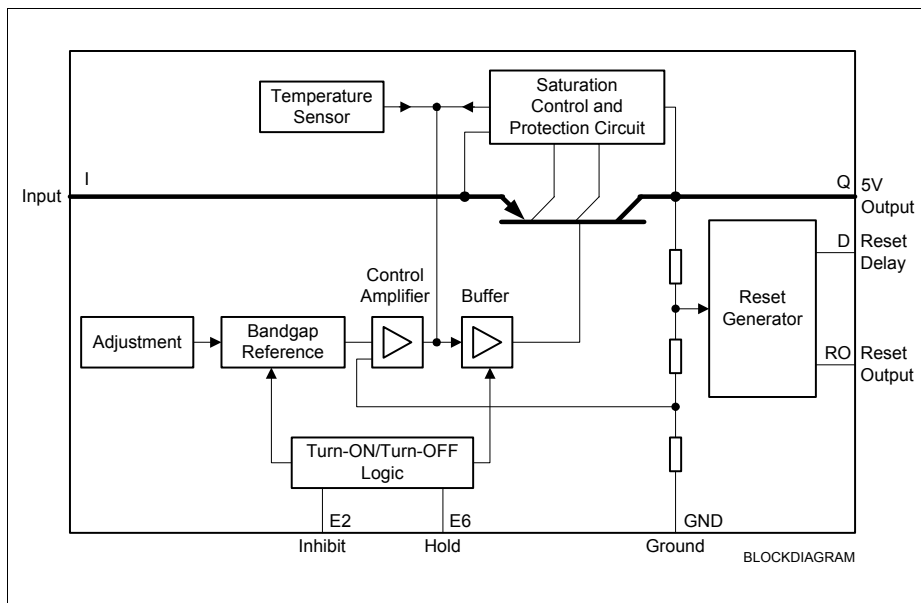 Temperature
Sensor
Saturation
Control and
Protection Circuit
I
Q
Input
5V
Output
D
Reset
Delay
Control
Amplifier
Buffer
Reset
Generator
Adjustment
Bandgap
Reference
RO
Reset
Output
Turn-ON/Turn-OFF
Logic
E2
E6
GND
Inhibit
Hold
Ground
BLOCKDIAGRAM